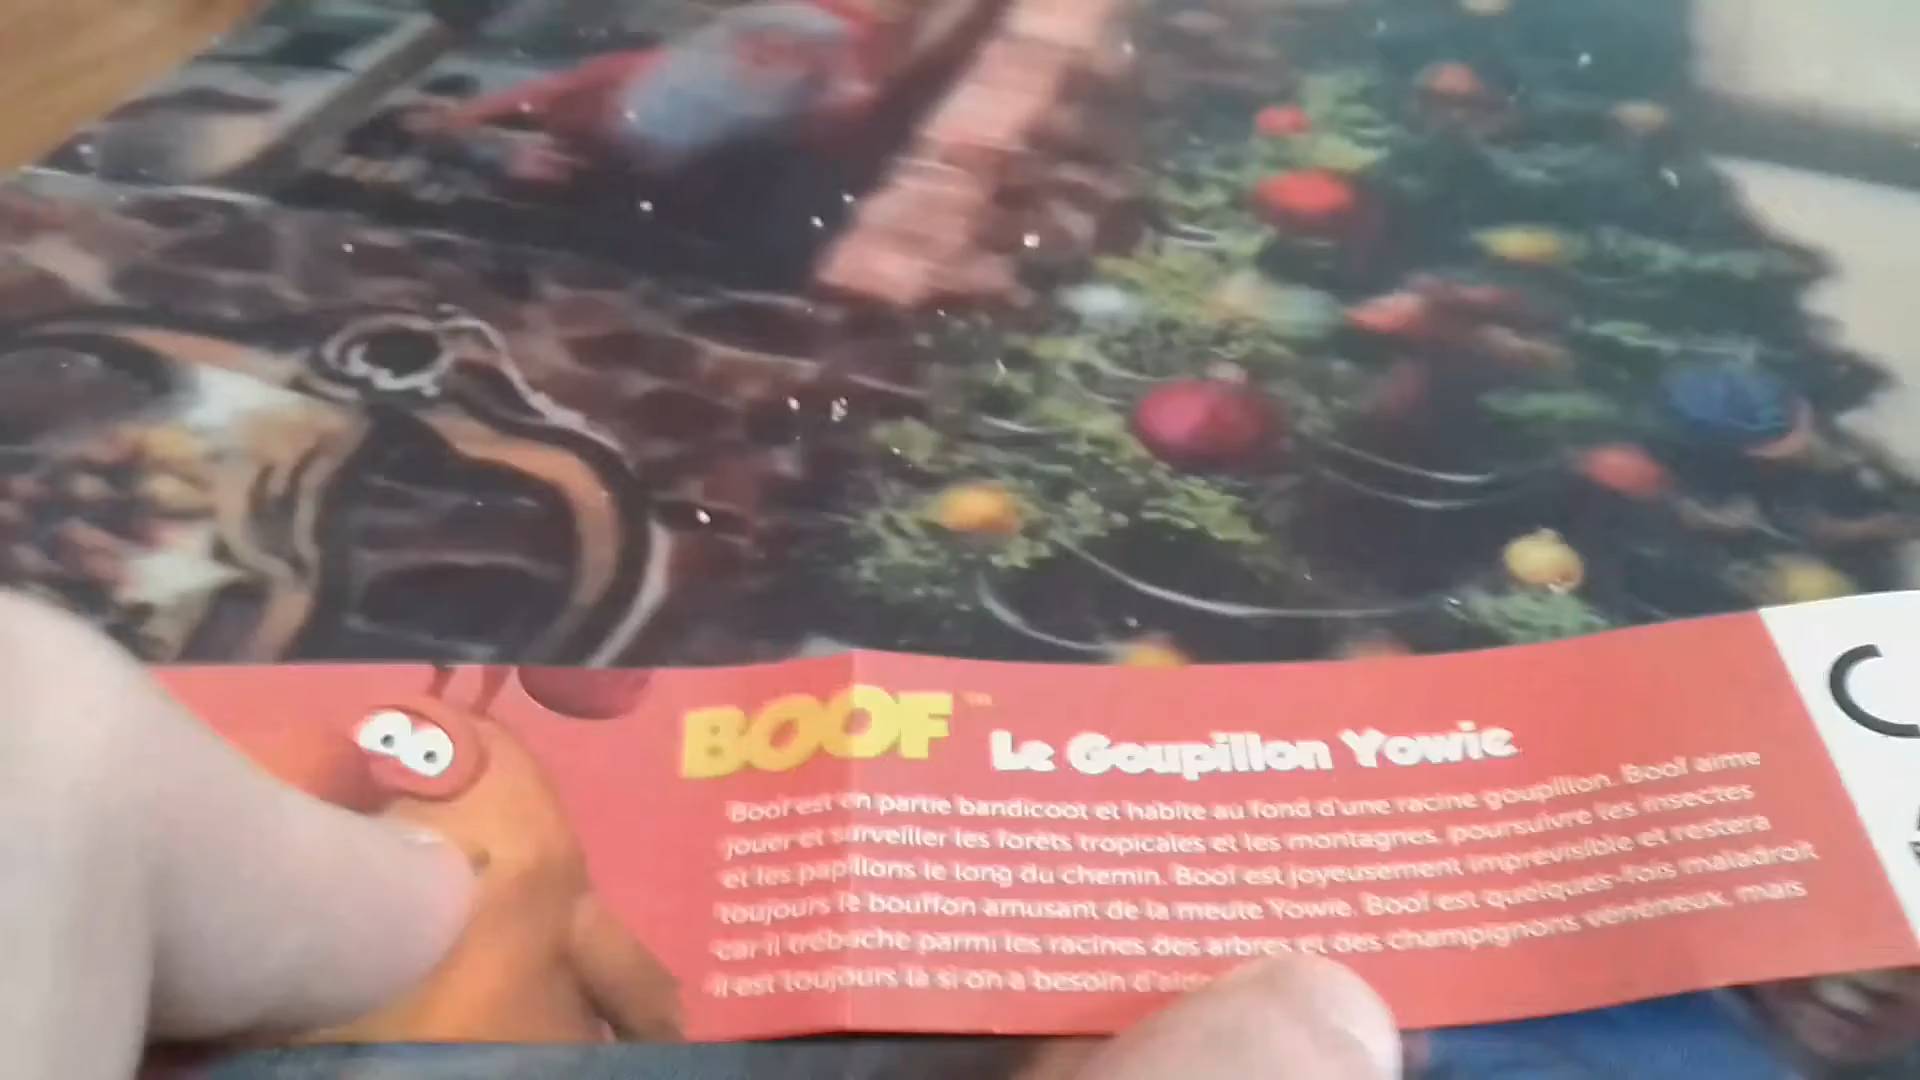 BOOF™ Le Goupillon Yowie
Boof est en partie bandicoot et habite au fond d'une racine goupillon. Boof aime
jouer et surveiller les forêts tropicales et les montagnes, poursuivre les insectes
et les papillons le long du chemin. Boof est joyeusement imprévisible et restera
toujours le bouffon amusant de la meute Yowie. Boof est quelques-fois maladroit
car il trébuche parmi les racines des arbres et des champignons vénéneux, mais
il est toujours là si on a besoin d'aide